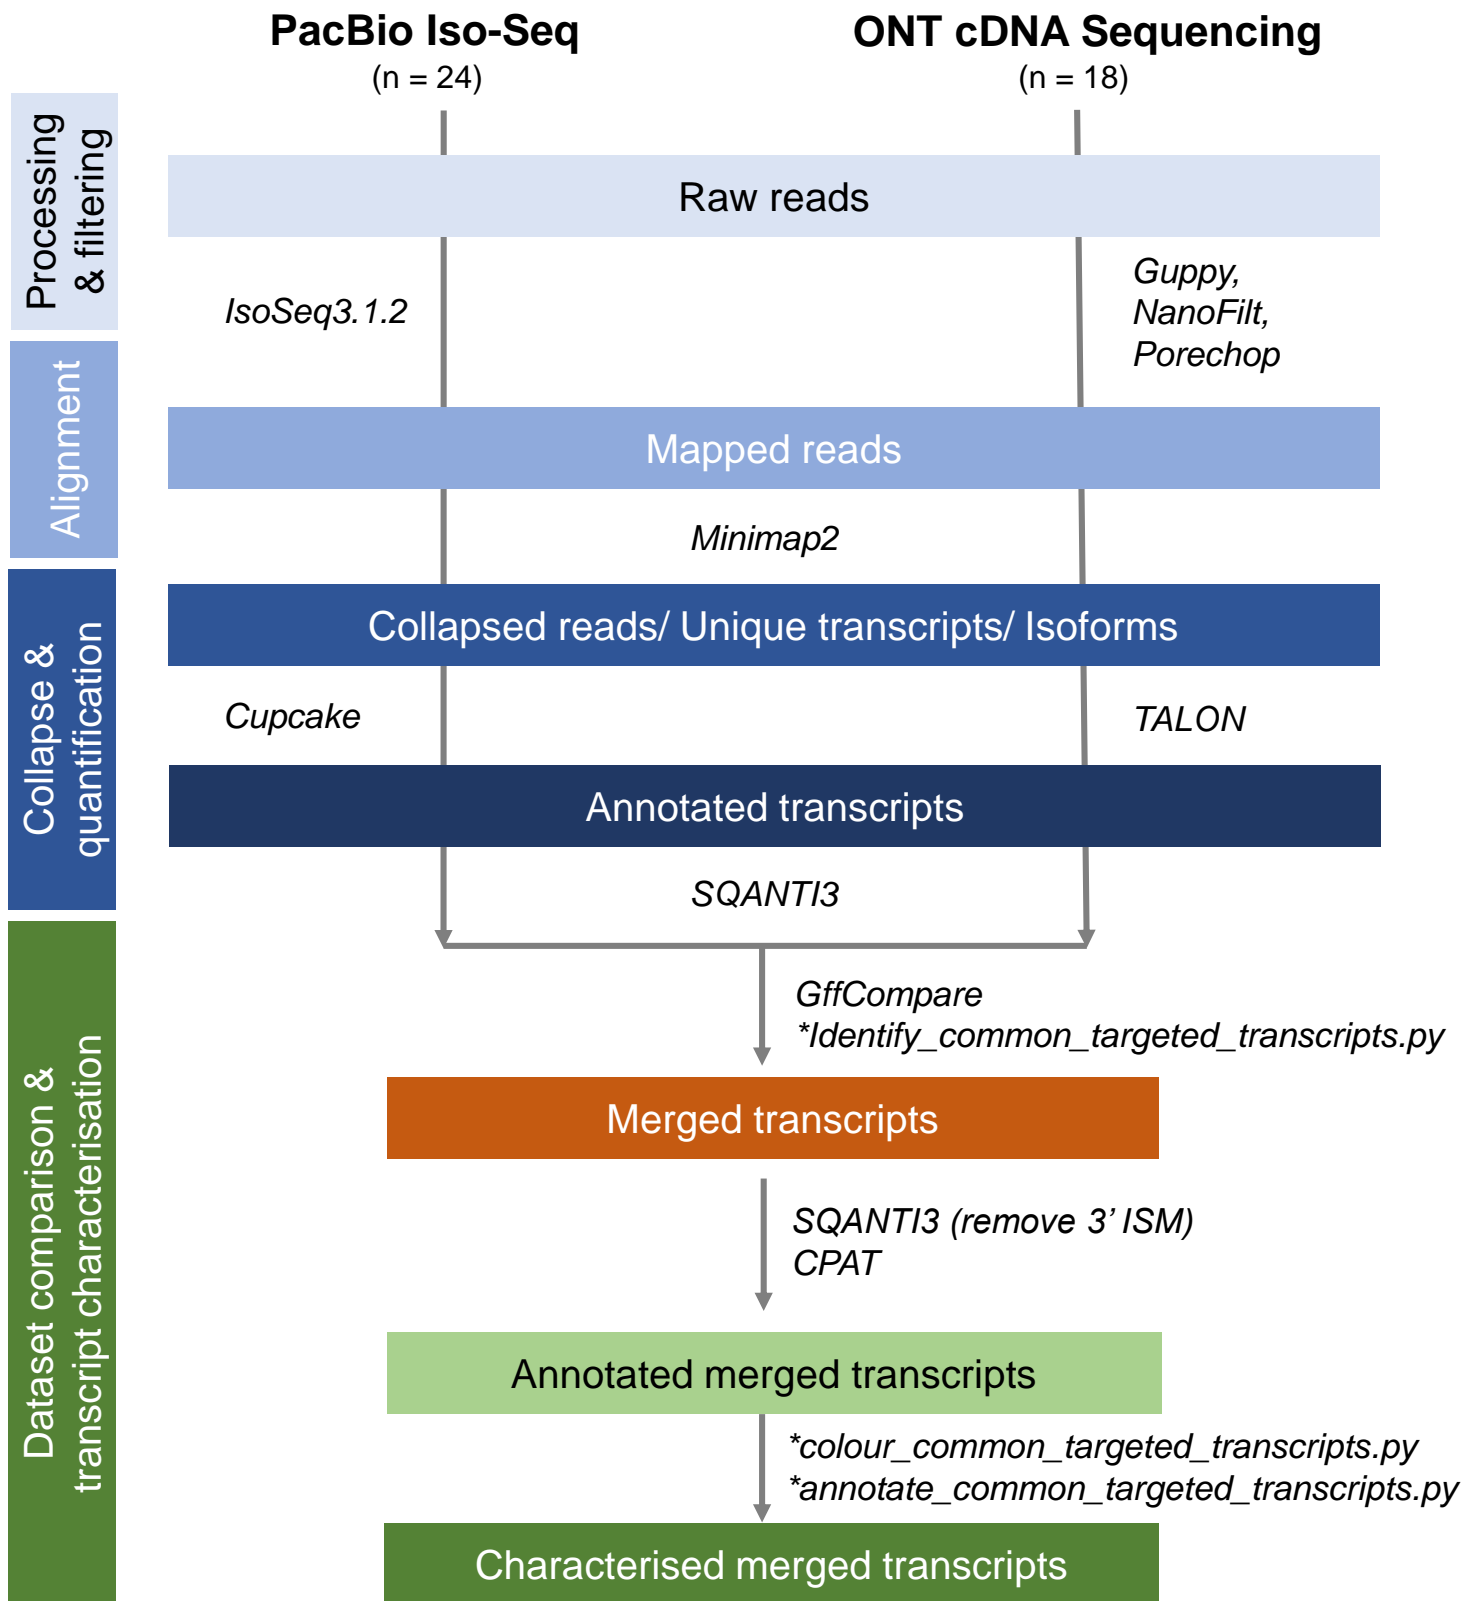 PacBio Iso-Seq
(n = 24)
ONT cDNA Sequencing
(n = 18)
Processing
& filtering
Raw reads
IsoSeq3.1.2
Guppy,
NanoFilt,
Porechop
Alignment
Mapped reads
Minimap2
Collapse &
quantification
Collapsed reads/ Unique transcripts/ Isoforms
Cupcake
TALON
Annotated transcripts
SQANTI3
Dataset comparison &
transcript characterisation
GffCompare
*Identify_common_targeted_transcripts.py
Merged transcripts
SQANTI3 (remove 3’ ISM)
CPAT
Annotated merged transcripts
*colour_common_targeted_transcripts.py
*annotate_common_targeted_transcripts.py
Characterised merged transcripts